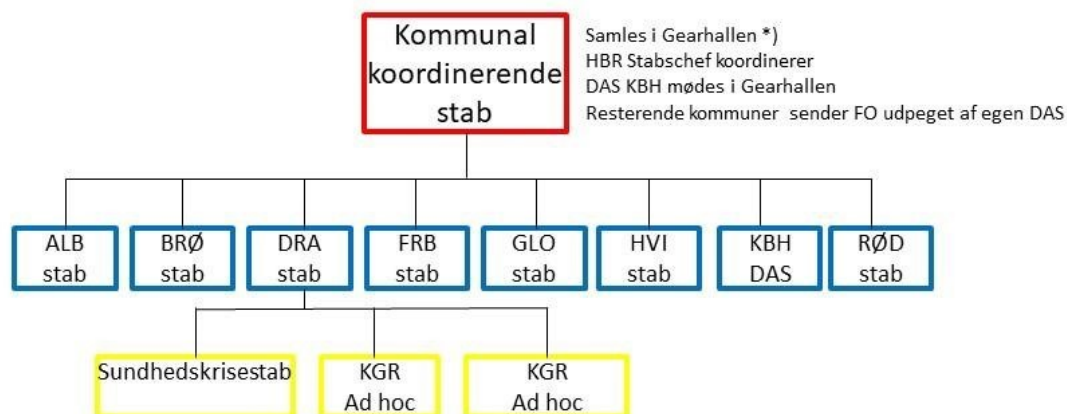 Kommunal
koordinerende
stab
Samles i Gearhallen *)
HBR Stabschef koordinerer
DAS KBH mødes i Gearhallen
Resterende kommuner sender FO udpeget af egen DAS
ALB
stab
BRØ
stab
DRA
stab
FRB
stab
GLO
stab
HVI
stab
KBH
DAS
RØD
stab
Sundhedskrisestab
KGR
Ad hoc
KGR
Ad hoc